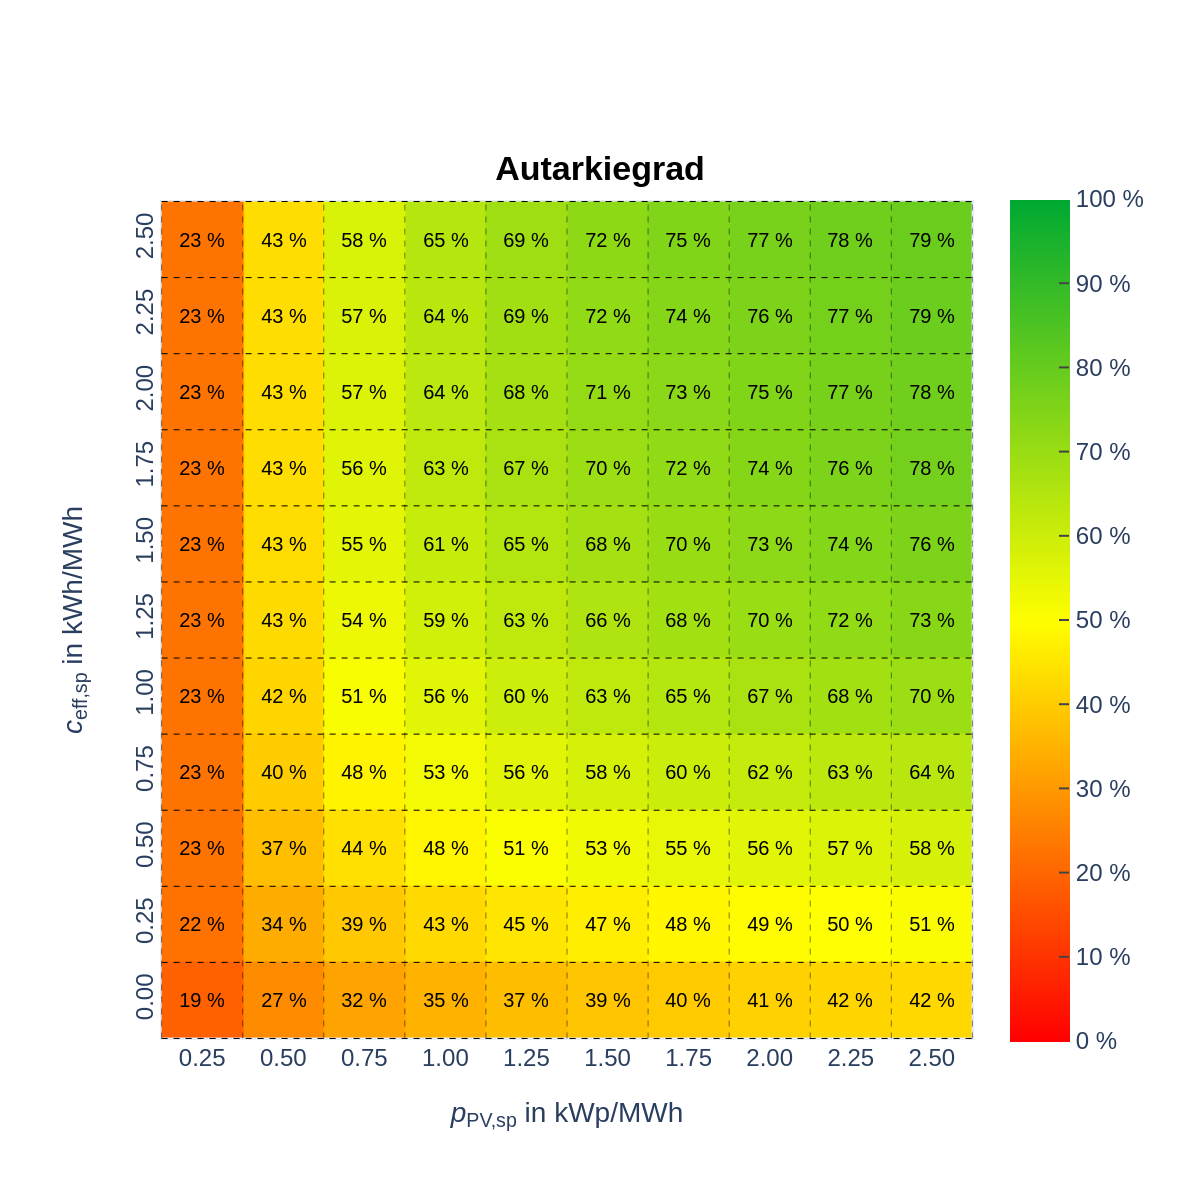 Autarkiegrad
2.50 23 % 43 % 58 % 65 % 69 % 72 % 75 % 77 % 78 % 79 %
2.25 23 % 43 % 57 % 64 % 69 % 72 % 74 % 76 % 77 % 79 %
2.00 23 % 43 % 57 % 64 % 68 % 71 % 73 % 75 % 77 % 78 %
1.75 23 % 43 % 56 % 63 % 67 % 70 % 72 % 74 % 76 % 78 %
1.50 23 % 43 % 55 % 61 % 65 % 68 % 70 % 73 % 74 % 76 %
1.25 23 % 43 % 54 % 59 % 63 % 66 % 68 % 70 % 72 % 73 %
1.00 23 % 42 % 51 % 56 % 60 % 63 % 65 % 67 % 68 % 70 %
0.75 23 % 40 % 48 % 53 % 56 % 58 % 60 % 62 % 63 % 64 %
0.50 23 % 37 % 44 % 48 % 51 % 53 % 55 % 56 % 57 % 58 %
0.25 22 % 34 % 39 % 43 % 45 % 47 % 48 % 49 % 50 % 51 %
0.00 19 % 27 % 32 % 35 % 37 % 39 % 40 % 41 % 42 % 42 %
0.25 0.50 0.75 1.00 1.25 1.50 1.75 2.00 2.25 2.50
pPV,sp in kWp/MWh
ceff,sp in kWh/MWh
100 %
90 %
80 %
70 %
60 %
50 %
40 %
30 %
20 %
10 %
0 %